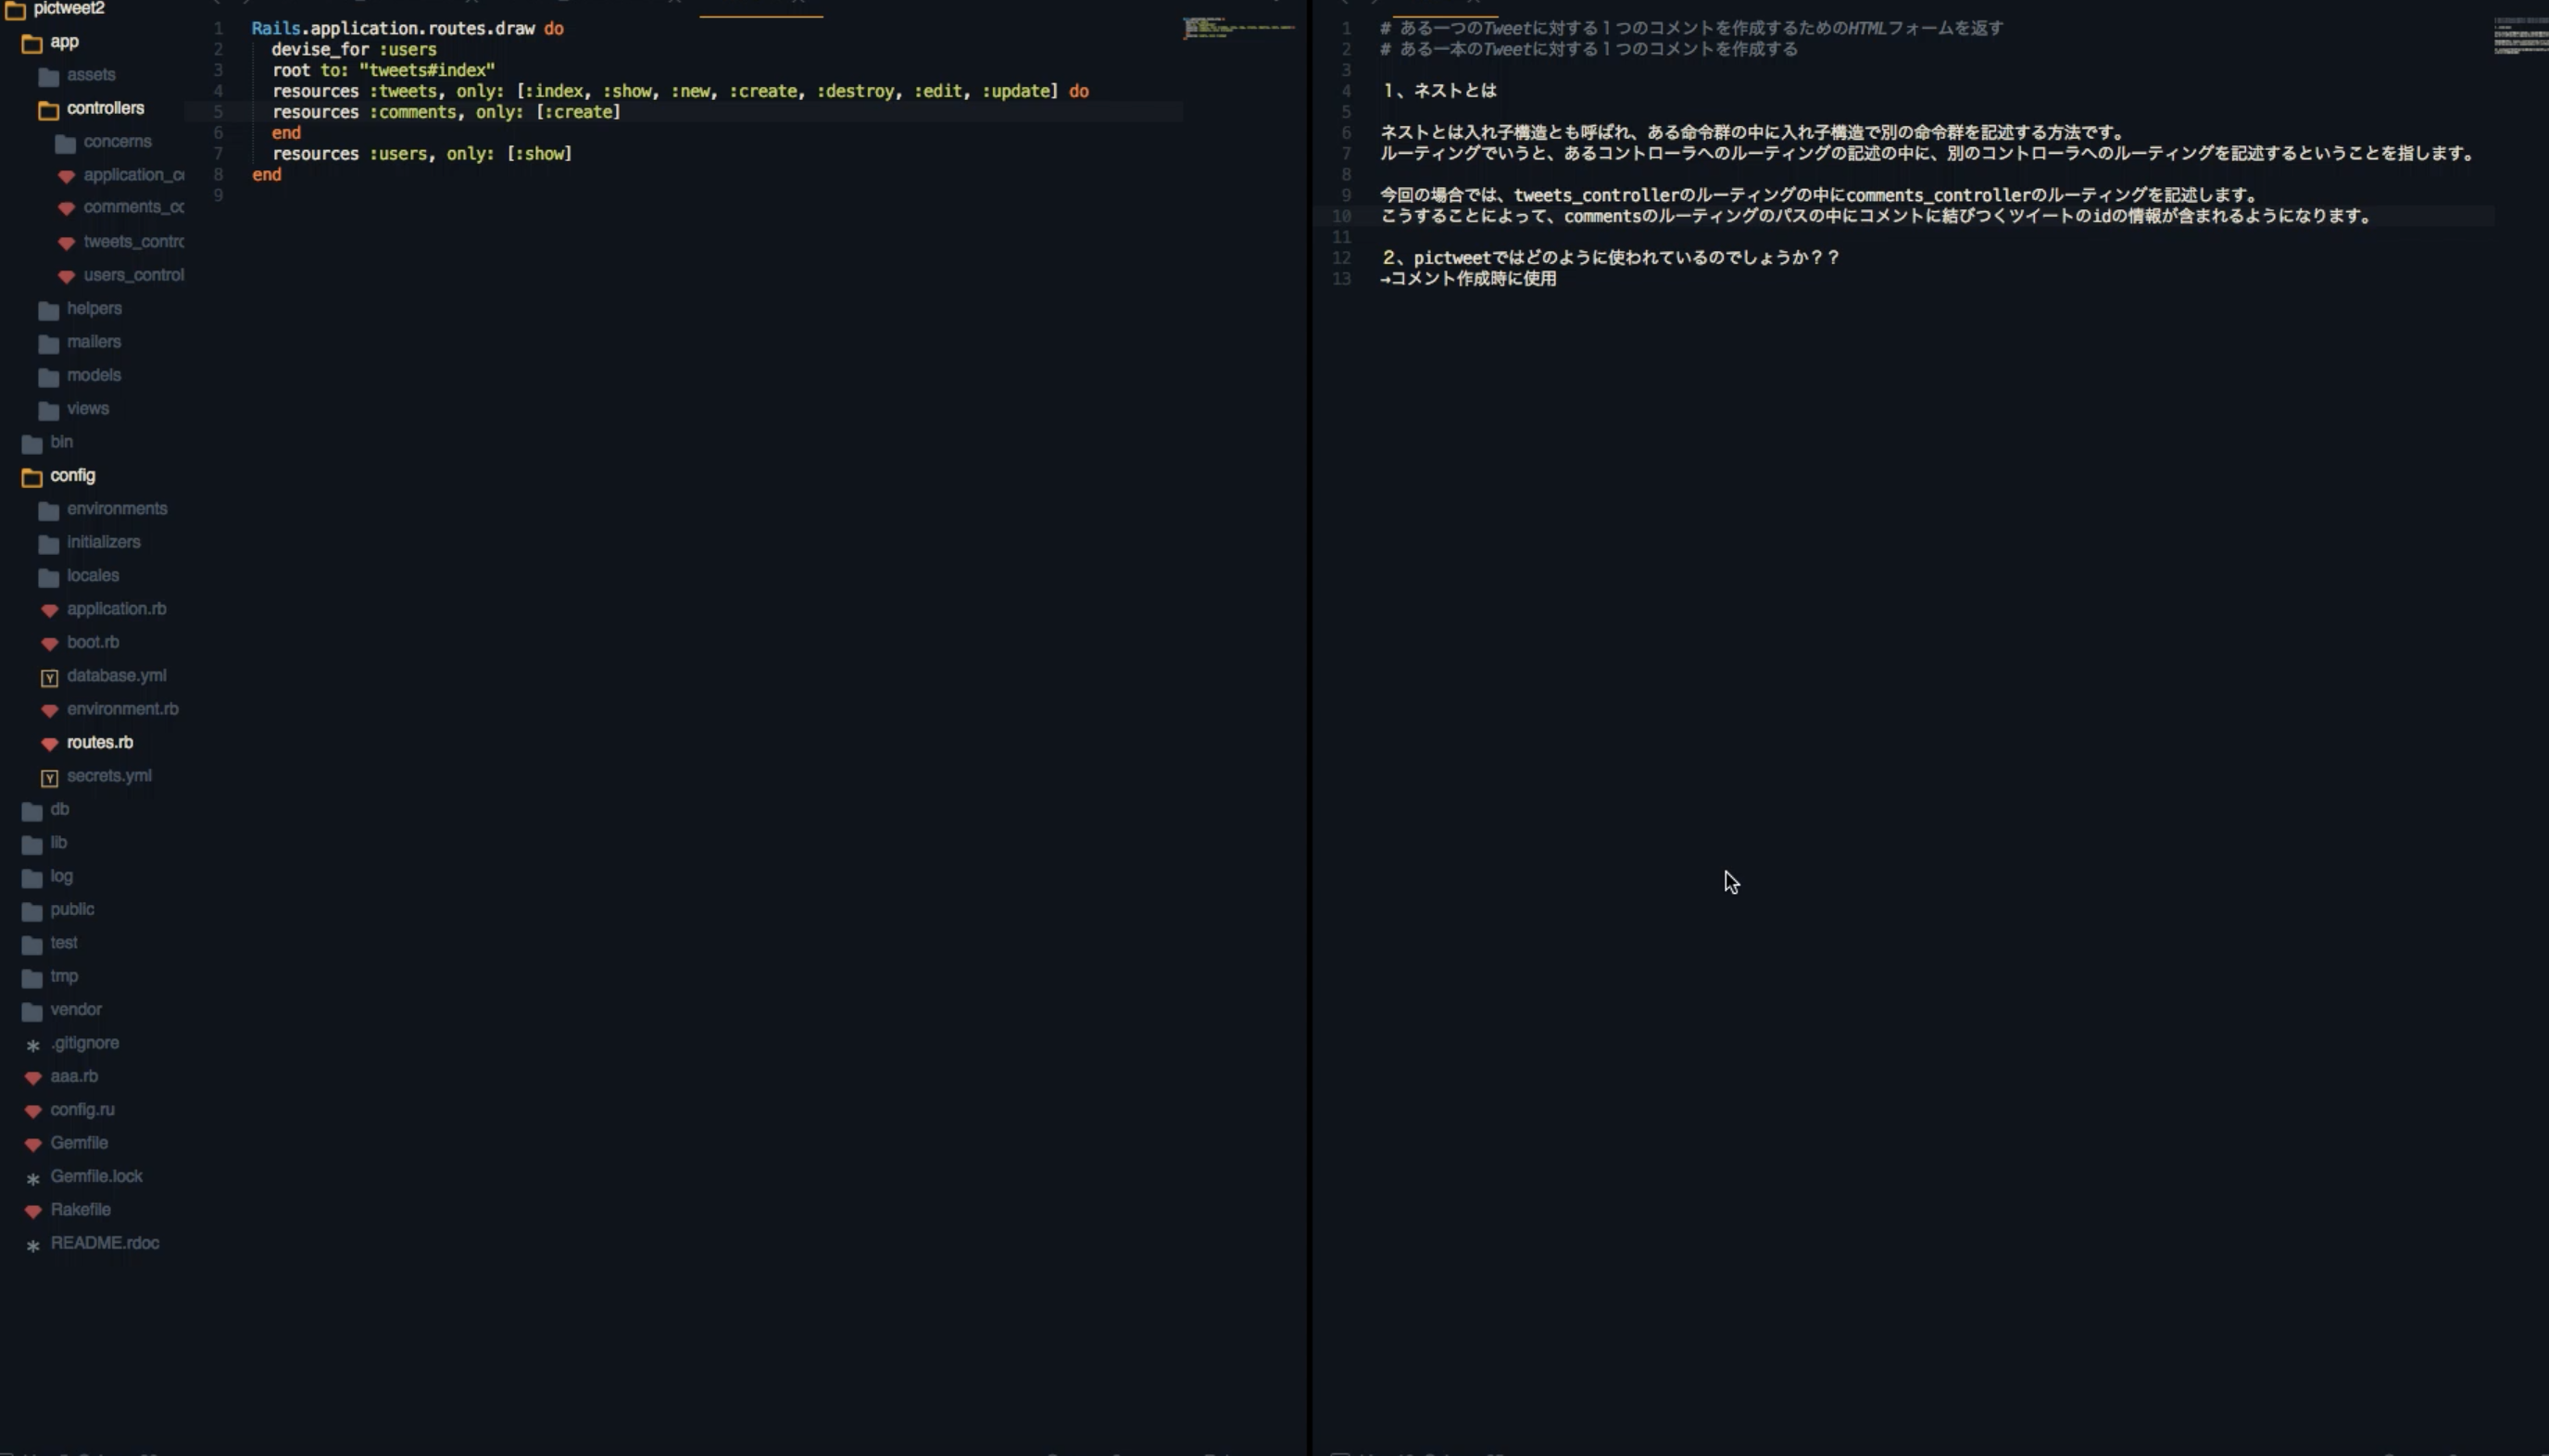 pictweet2
app
assets
controllers
concerns
application_c
comments_cc
tweets_contr
users_control
helpers
mailers
models
views
bin
config
environments
initializers
locales
application.rb
boot.rb
database.yml
environment.rb
routes.rb
secrets.yml
db
lib
log
public
test
tmp
vendor
.gitignore
aaa.rb
config.ru
Gemfile
Gemfile.lock
Rakefile
README.rdoc
1 Rails.application.routes.draw do
2 devise_for :users
3 root to: "tweets#index"
4 resources :tweets, only: [:index, :show, :new, :create, :destroy, :edit, :update] do
5 resources :comments, only: [:create]
6 end
7 resources :users, only: [:show]
8 end
9
1 # ある一つのTweetに対する１つのコメントを作成するためのHTMLフォームを返す
2 # ある一本のTweetに対する１つのコメントを作成する
3
4 １、ネストとは
5
6 ネストとは入れ子構造とも呼ばれ、ある命令群の中に入れ子構造で別の命令群を記述する方法です。
7 ルーティングでいうと、あるコントローラへのルーティングの記述の中に、別のコントローラへのルーティングを記述するということを指します。
8
9 今回の場合では、tweets_controllerのルーティングの中にcomments_controllerのルーティングを記述します。
10 こうすることによって、commentsのルーティングのパスの中にコメントに結びつくツイートのidの情報が含まれるようになります。
11
12 ２、pictweetではどのように使われているのでしょうか？？
13 →コメント作成時に使用